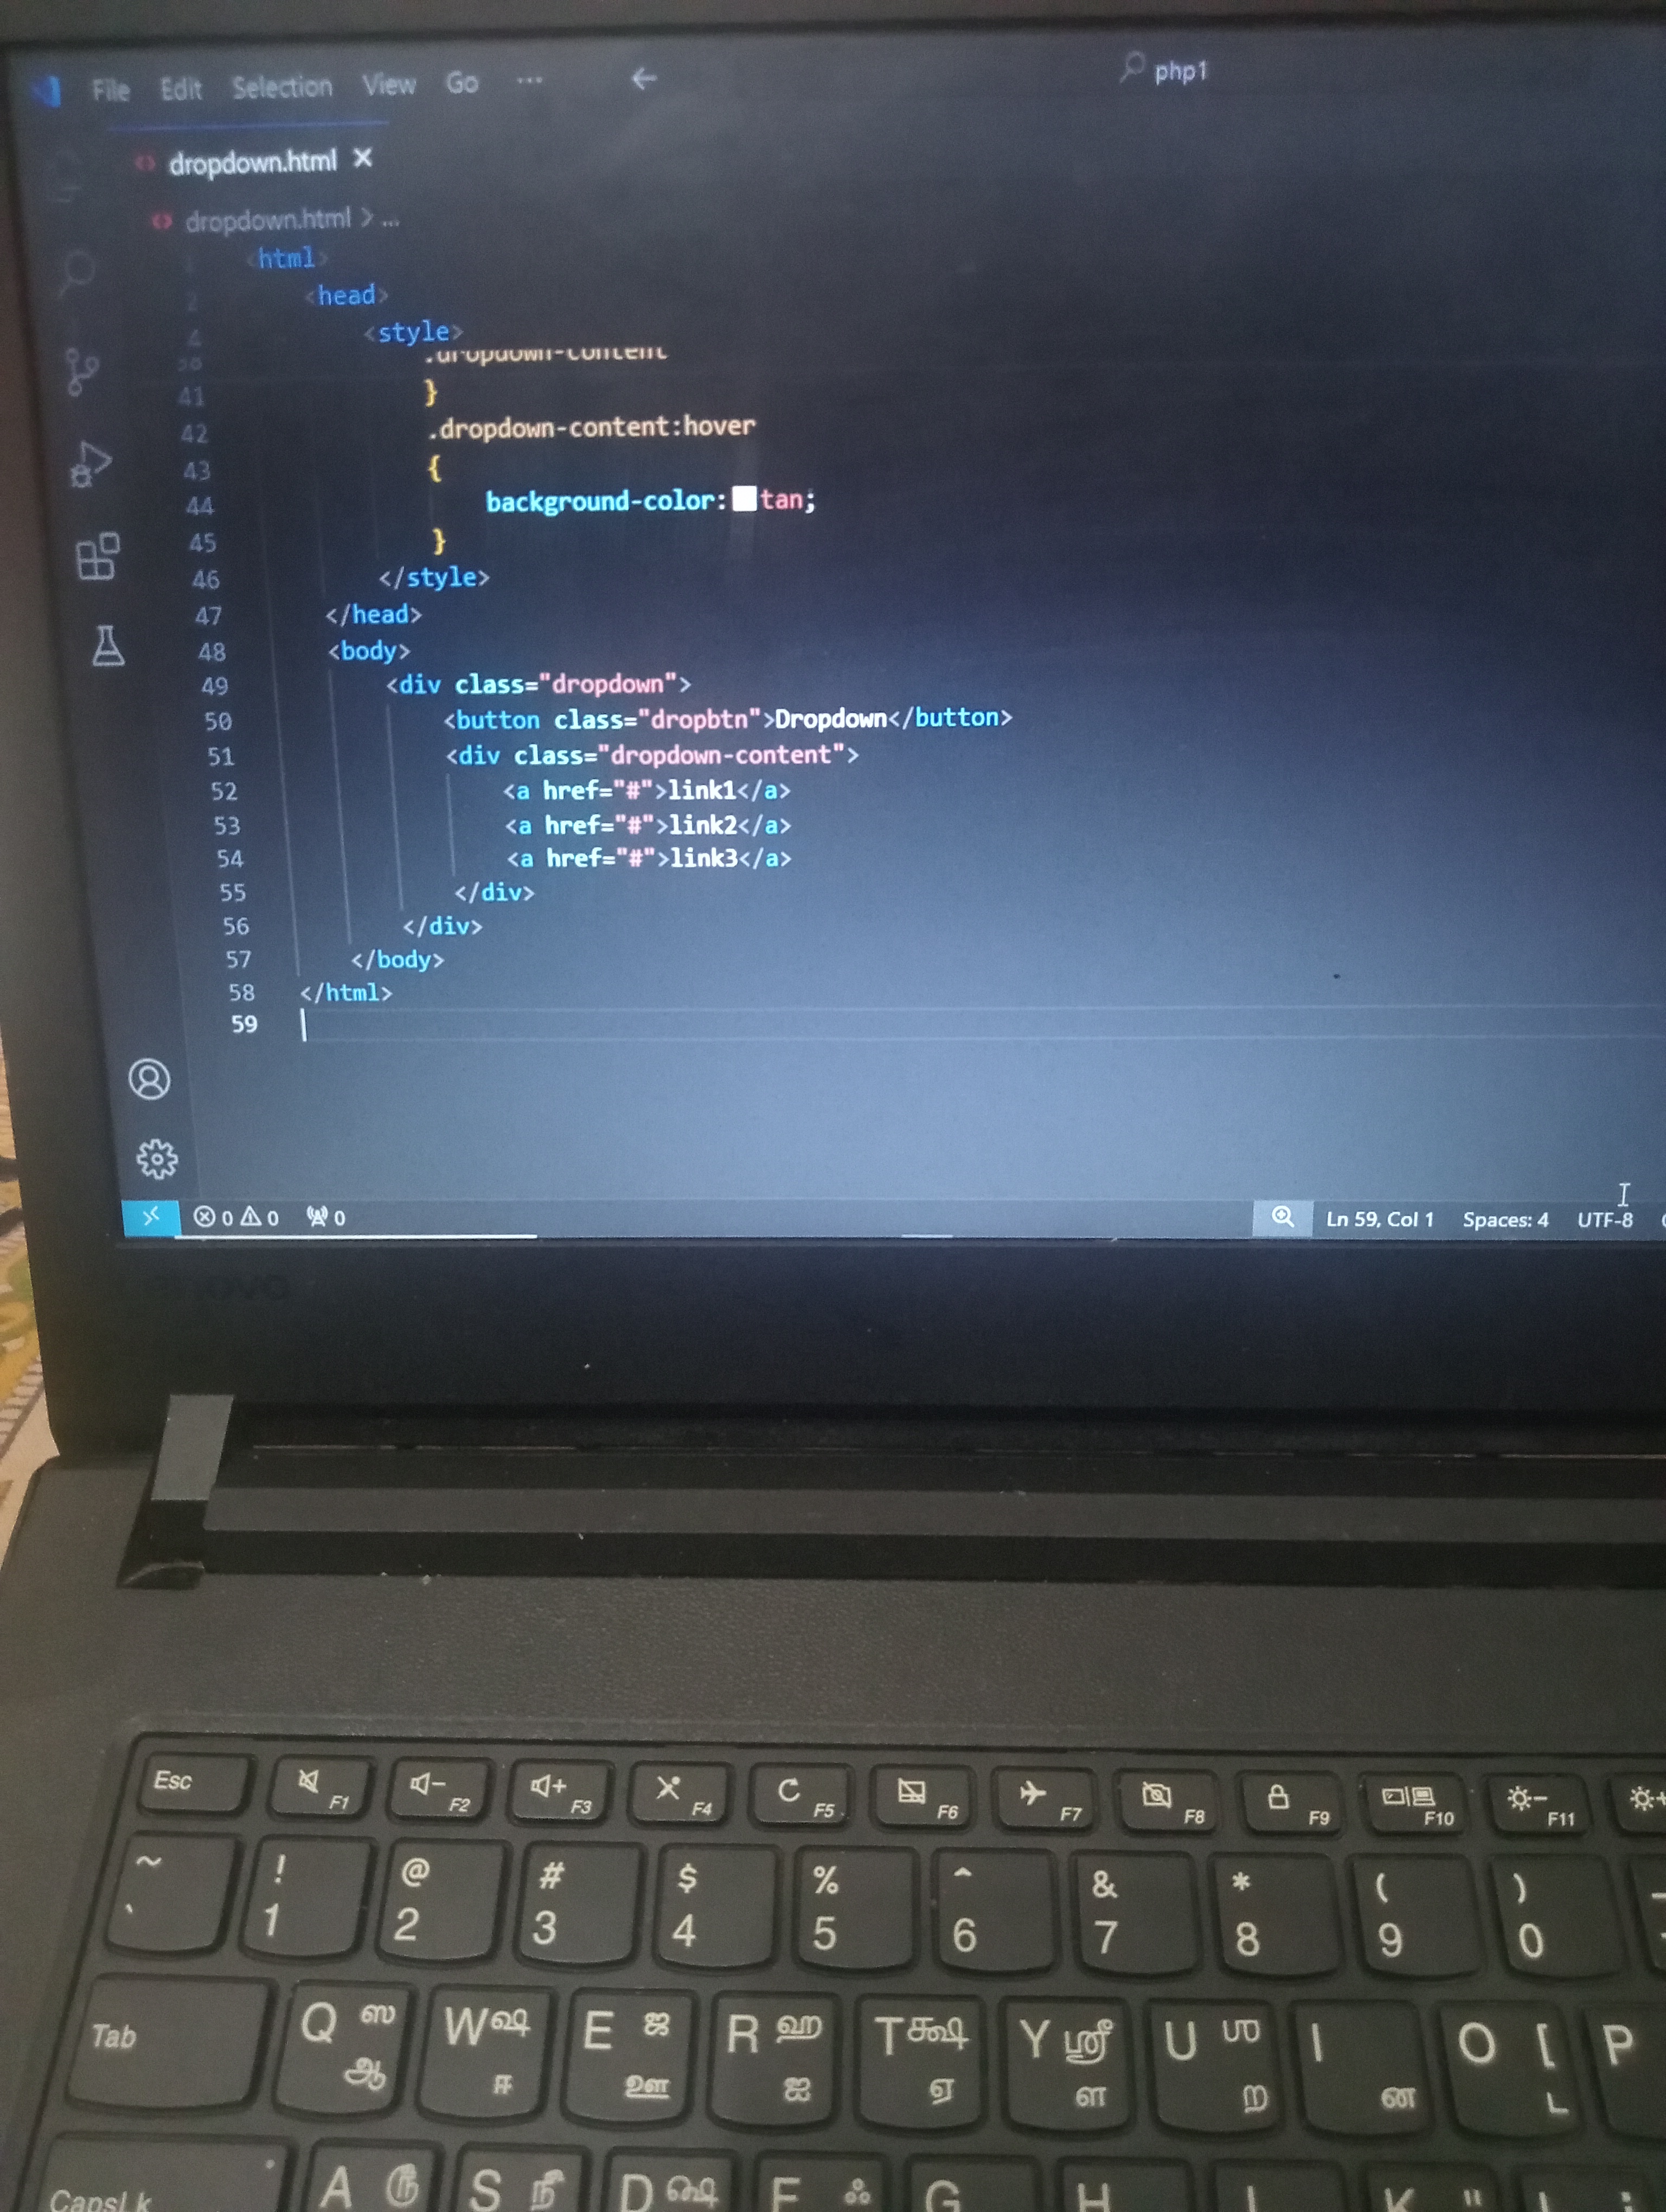 File Edit Selection View Go ... php1
dropdown.html
dropdown.html > ...
<html>
2 <head>
4 <style>
.dropdown-content
41 }
42 .dropdown-content:hover
43 {
44 background-color: tan;
45 }
46 </style>
47 </head>
48 <body>
49 <div class="dropdown">
50 <button class="dropbtn">Dropdown</button>
51 <div class="dropdown-content">
52 <a href="#">link1</a>
53 <a href="#">link2</a>
54 <a href="#">link3</a>
55 </div>
56 </div>
57 </body>
58 </html>
59
0 0 0 Ln 59, Col 1 Spaces: 4 UTF-8
Esc F1 F2 F3 F4 F5 F6 F7 F8 F9 F10 F11
~ ! @ # $ % ^ & * ( )
` 1 2 3 4 5 6 7 8 9 0
Tab Q ஸ W ஷ E ஜ R ஹ T க்ஷ Y ஸ்ரீ U ஶ I O [ P
ஆ ஈ ஊ ஐ ஏ ள ற ன
A S D F G H K "